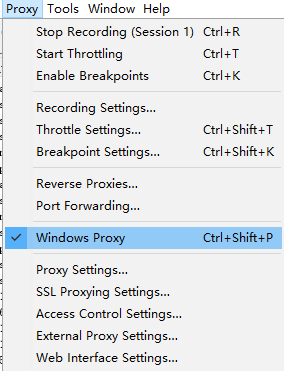 Proxy Tools Window Help
Stop Recording (Session 1) Ctrl+R
Start Throttling Ctrl+T
Enable Breakpoints Ctrl+K
Recording Settings...
Throttle Settings... Ctrl+Shift+T
Breakpoint Settings... Ctrl+Shift+K
Reverse Proxies...
Port Forwarding...
Windows Proxy Ctrl+Shift+P
Proxy Settings...
SSL Proxying Settings...
Access Control Settings...
External Proxy Settings...
Web Interface Settings...